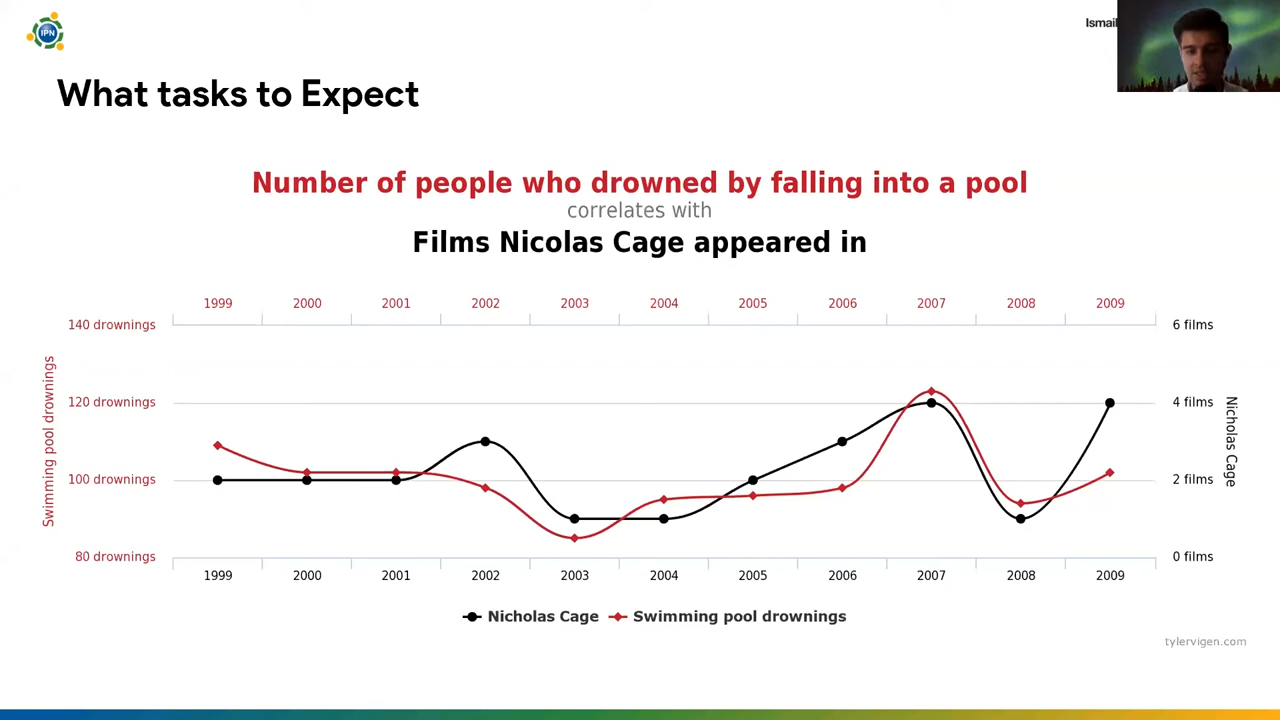 IPN
Ismail
What tasks to Expect
Number of people who drowned by falling into a pool
correlates with
Films Nicolas Cage appeared in
1999 2000 2001 2002 2003 2004 2005 2006 2007 2008 2009
140 drownings 6 films
120 drownings 4 films
100 drownings 2 films
80 drownings 0 films
Swimming pool drownings
Nicholas Cage
1999 2000 2001 2002 2003 2004 2005 2006 2007 2008 2009
Nicholas Cage Swimming pool drownings
tylervigen.com